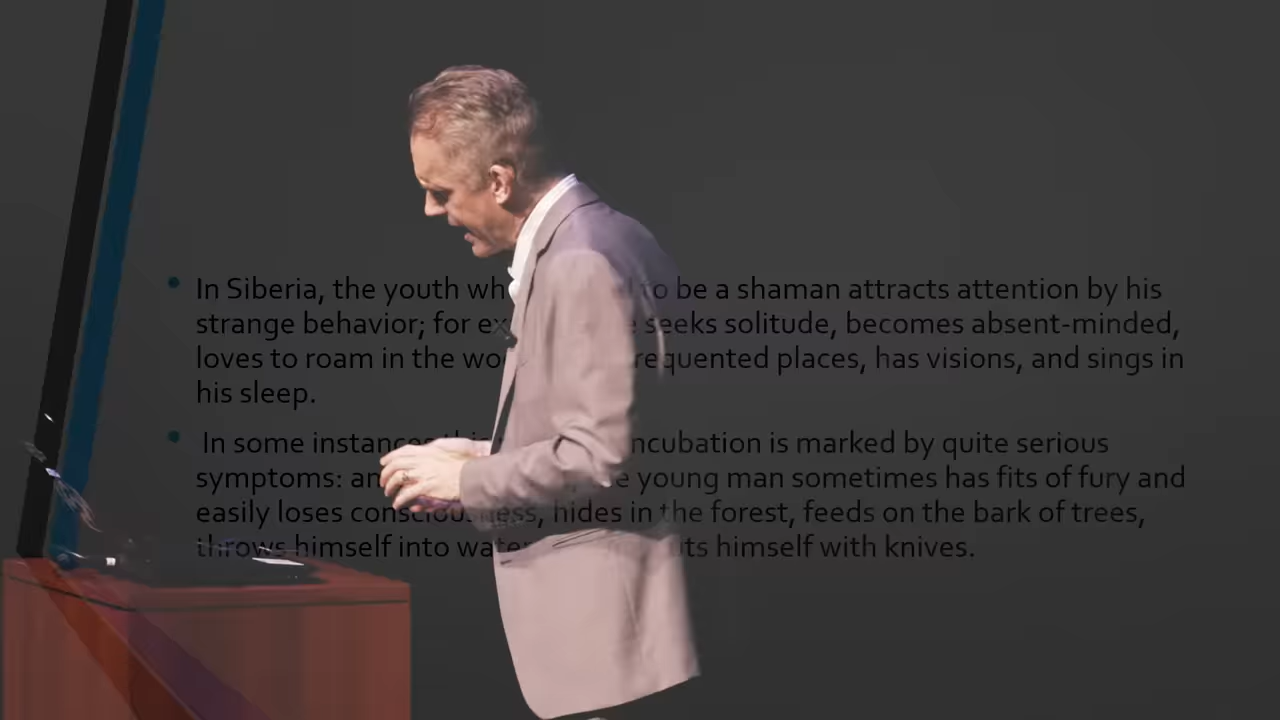 In Siberia, the youth wh to be a shaman attracts attention by his
strange behavior; for ex seeks solitude, becomes absent-minded,
loves to roam in the wo requented places, has visions, and sings in
his sleep.
In some instances this incubation is marked by quite serious
symptoms: an young man sometimes has fits of fury and
easily loses consciousness, hides in the forest, feeds on the bark of trees,
throws himself into water himself with knives.